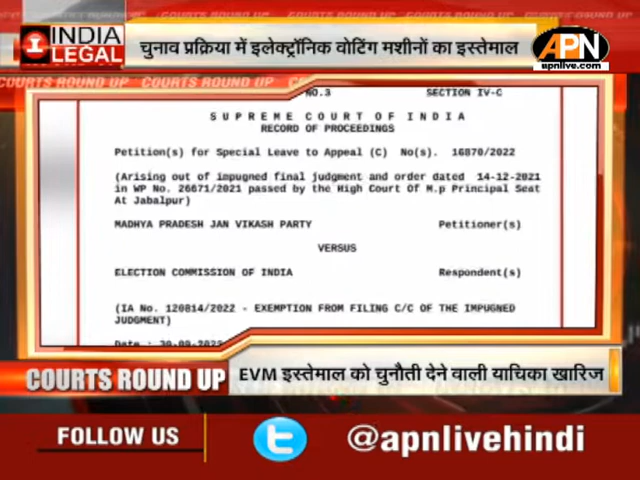 INDIA
LEGAL
चुनाव प्रक्रिया में इलेक्ट्रॉनिक वोटिंग मशीनों का इस्तेमाल
APN
apnlive.com
COURTS ROUND UP COURTS ROUND UP
NO.3 SECTION IV-C
SUPREME COURT OF INDIA
RECORD OF PROCEEDINGS
Petition(s) for Special Leave to Appeal (C) No(s). 16870/2022
(Arising out of impugned final judgment and order dated 14-12-2021
in WP No. 26671/2021 passed by the High Court Of M.p Principal Seat
At Jabalpur)
MADHYA PRADESH JAN VIKASH PARTY Petitioner(s)
VERSUS
ELECTION COMMISSION OF INDIA Respondent(s)
(IA No. 120814/2022 - EXEMPTION FROM FILING C/C OF THE IMPUGNED
JUDGMENT)
Date : 30-09-2022
COURTS ROUND UP
EVM इस्तेमाल को चुनौती देने वाली याचिका खारिज
FOLLOW US
@apnlivehindi